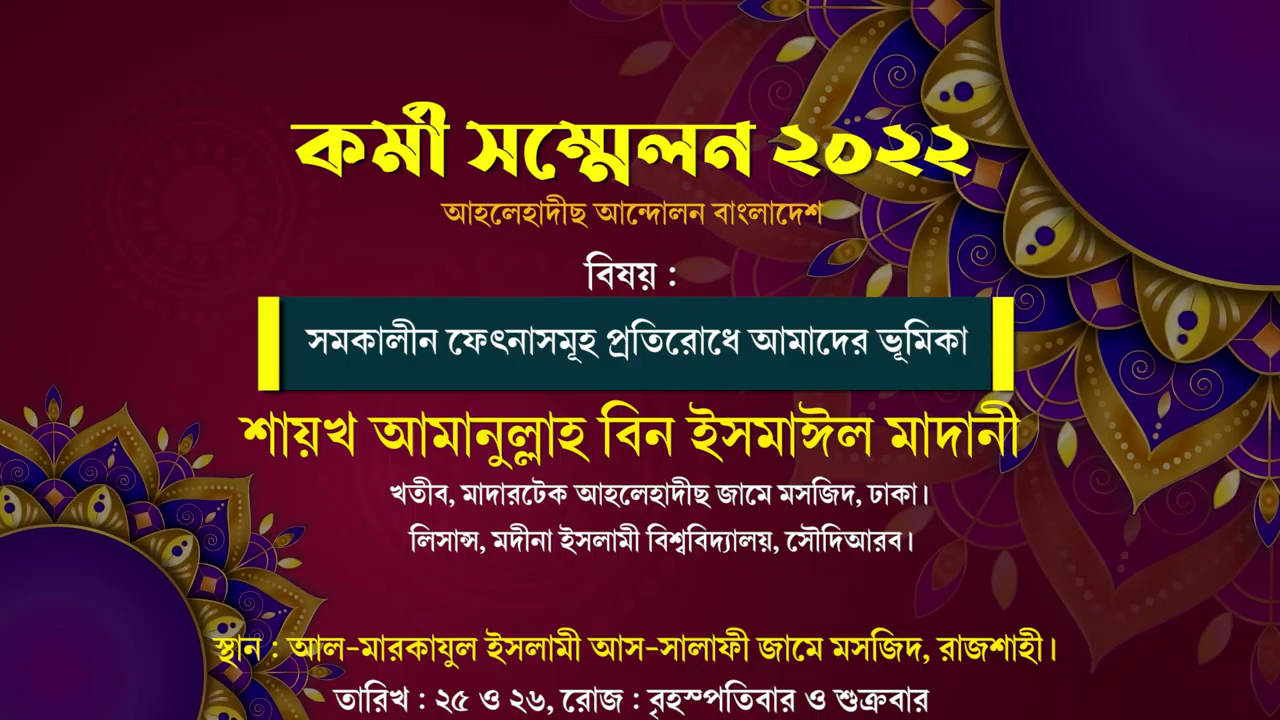 কর্মী সম্মেলন ২০২২
আহলেহাদীছ আন্দোলন বাংলাদেশ
বিষয় :
সমকালীন ফেৎনাসমূহ প্রতিরোধে আমাদের ভূমিকা
শায়খ আমানুল্লাহ বিন ইসমাঈল মাদানী
খতীব, মাদারটেক আহলেহাদীছ জামে মসজিদ, ঢাকা।
লিসান্স, মদীনা ইসলামী বিশ্ববিদ্যালয়, সৌদিআরব।
স্থান : আল-মারকাযুল ইসলামী আস-সালাফী জামে মসজিদ, রাজশাহী।
তারিখ : ২৫ ও ২৬, রোজ : বৃহস্পতিবার ও শুক্রবার